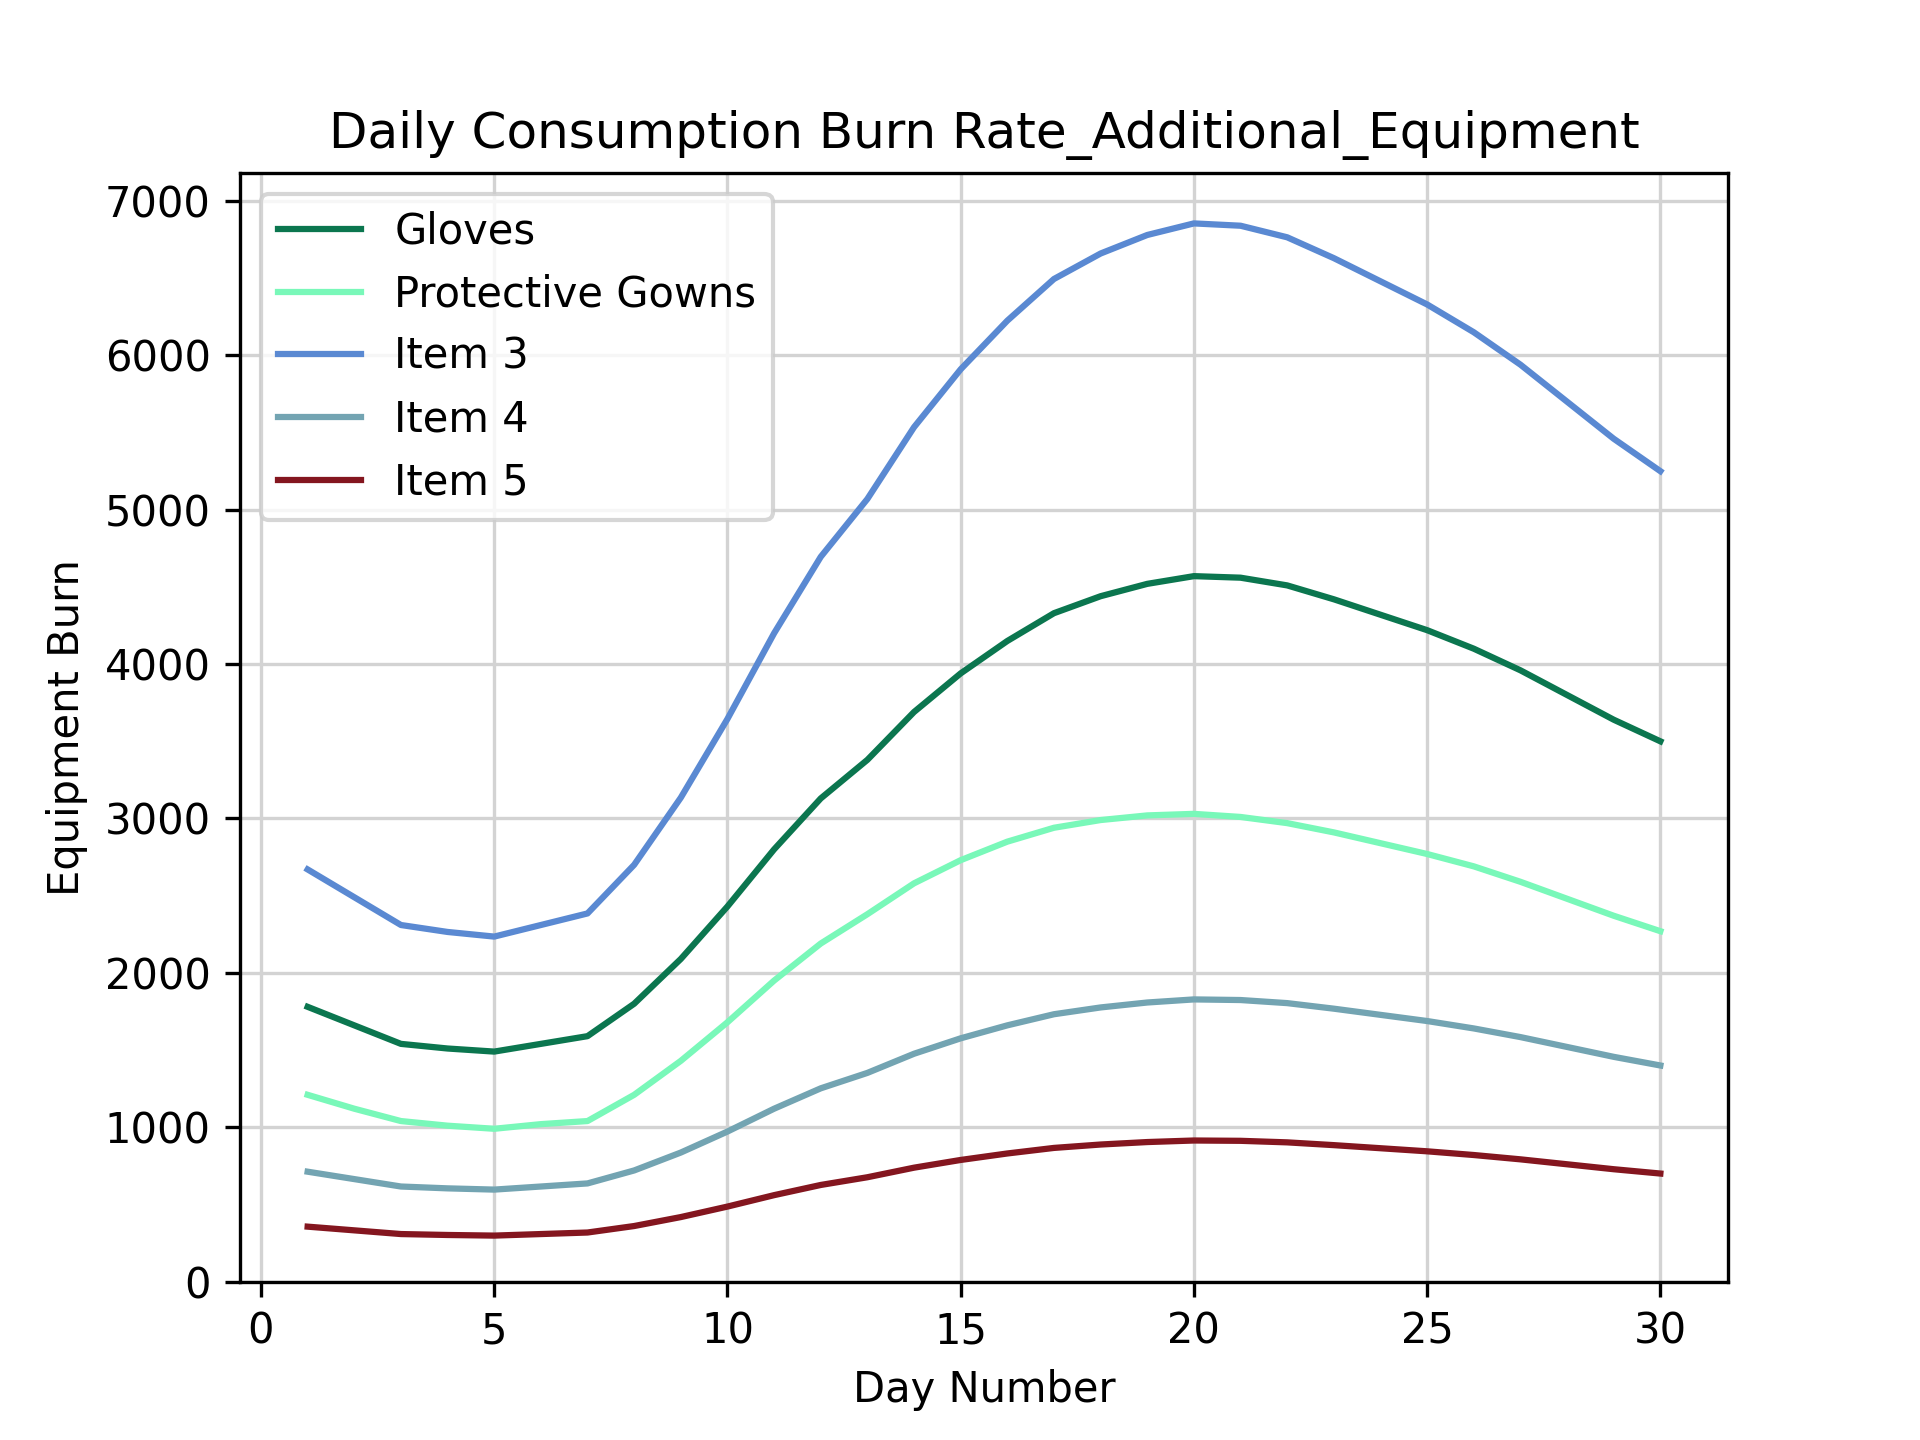 Daily Consumption Burn Rate_Additional_Equipment
7000
6000
5000
4000
3000
2000
1000
0
Equipment Burn
Gloves
Protective Gowns
Item 3
Item 4
Item 5
0 5 10 15 20 25 30
Day Number